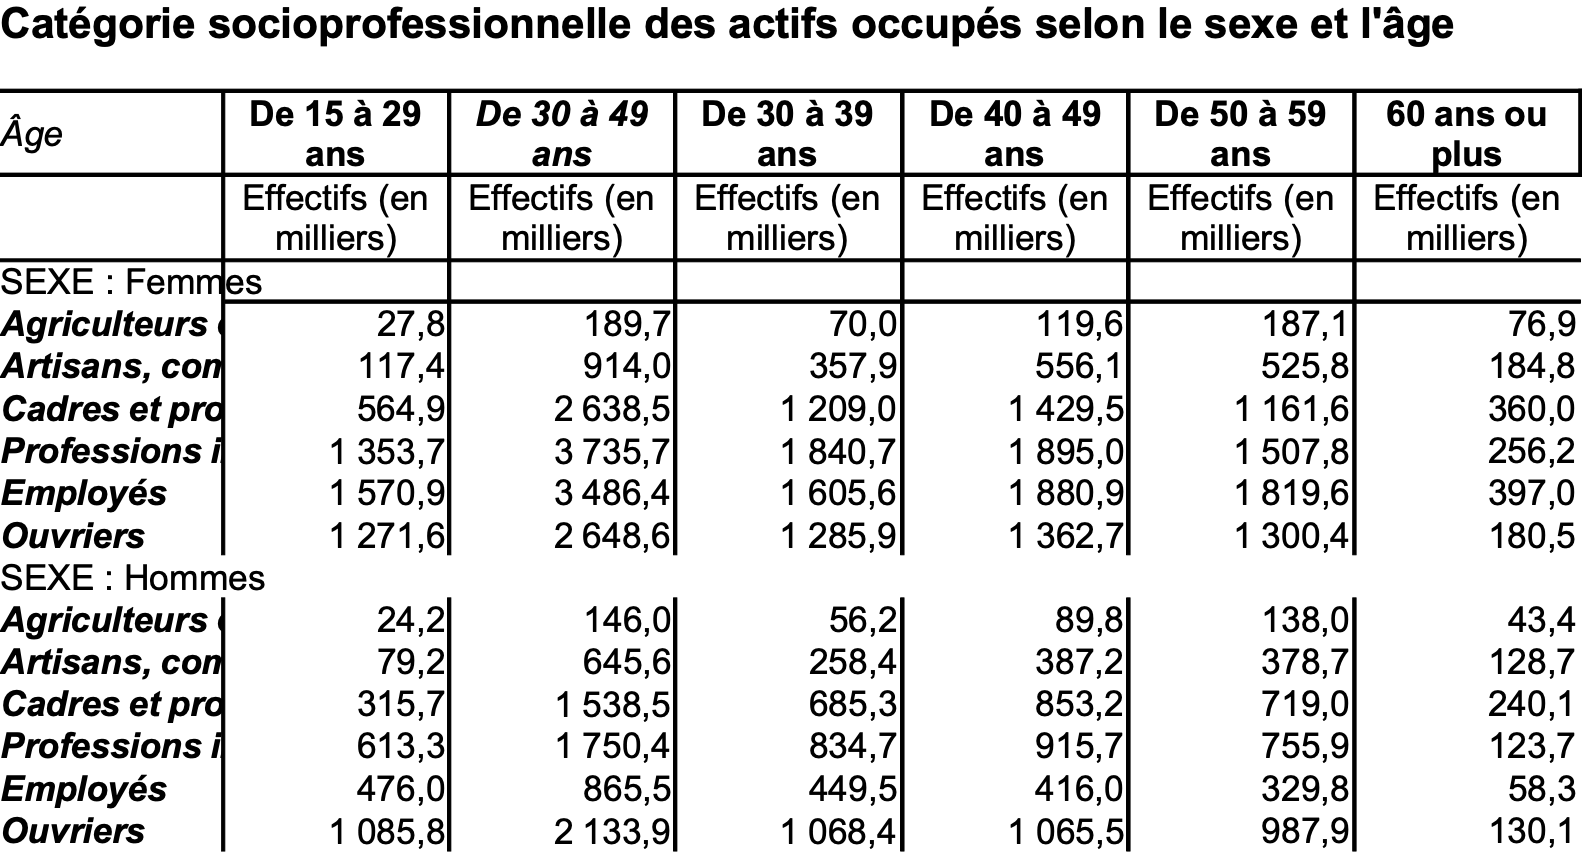 Catégorie socioprofessionnelle des actifs occupés selon le sexe et l'âge
Âge De 15 à 29 ans De 30 à 49 ans De 30 à 39 ans De 40 à 49 ans De 50 à 59 ans 60 ans ou plus
Effectifs (en milliers) Effectifs (en milliers) Effectifs (en milliers) Effectifs (en milliers) Effectifs (en milliers) Effectifs (en milliers)
SEXE : Femmes
Agriculteurs 27,8 189,7 70,0 119,6 187,1 76,9
Artisans, com 117,4 914,0 357,9 556,1 525,8 184,8
Cadres et pro 564,9 2 638,5 1 209,0 1 429,5 1 161,6 360,0
Professions i 1 353,7 3 735,7 1 840,7 1 895,0 1 507,8 256,2
Employés 1 570,9 3 486,4 1 605,6 1 880,9 1 819,6 397,0
Ouvriers 1 271,6 2 648,6 1 285,9 1 362,7 1 300,4 180,5
SEXE : Hommes
Agriculteurs 24,2 146,0 56,2 89,8 138,0 43,4
Artisans, com 79,2 645,6 258,4 387,2 378,7 128,7
Cadres et pro 315,7 1 538,5 685,3 853,2 719,0 240,1
Professions i 613,3 1 750,4 834,7 915,7 755,9 123,7
Employés 476,0 865,5 449,5 416,0 329,8 58,3
Ouvriers 1 085,8 2 133,9 1 068,4 1 065,5 987,9 130,1